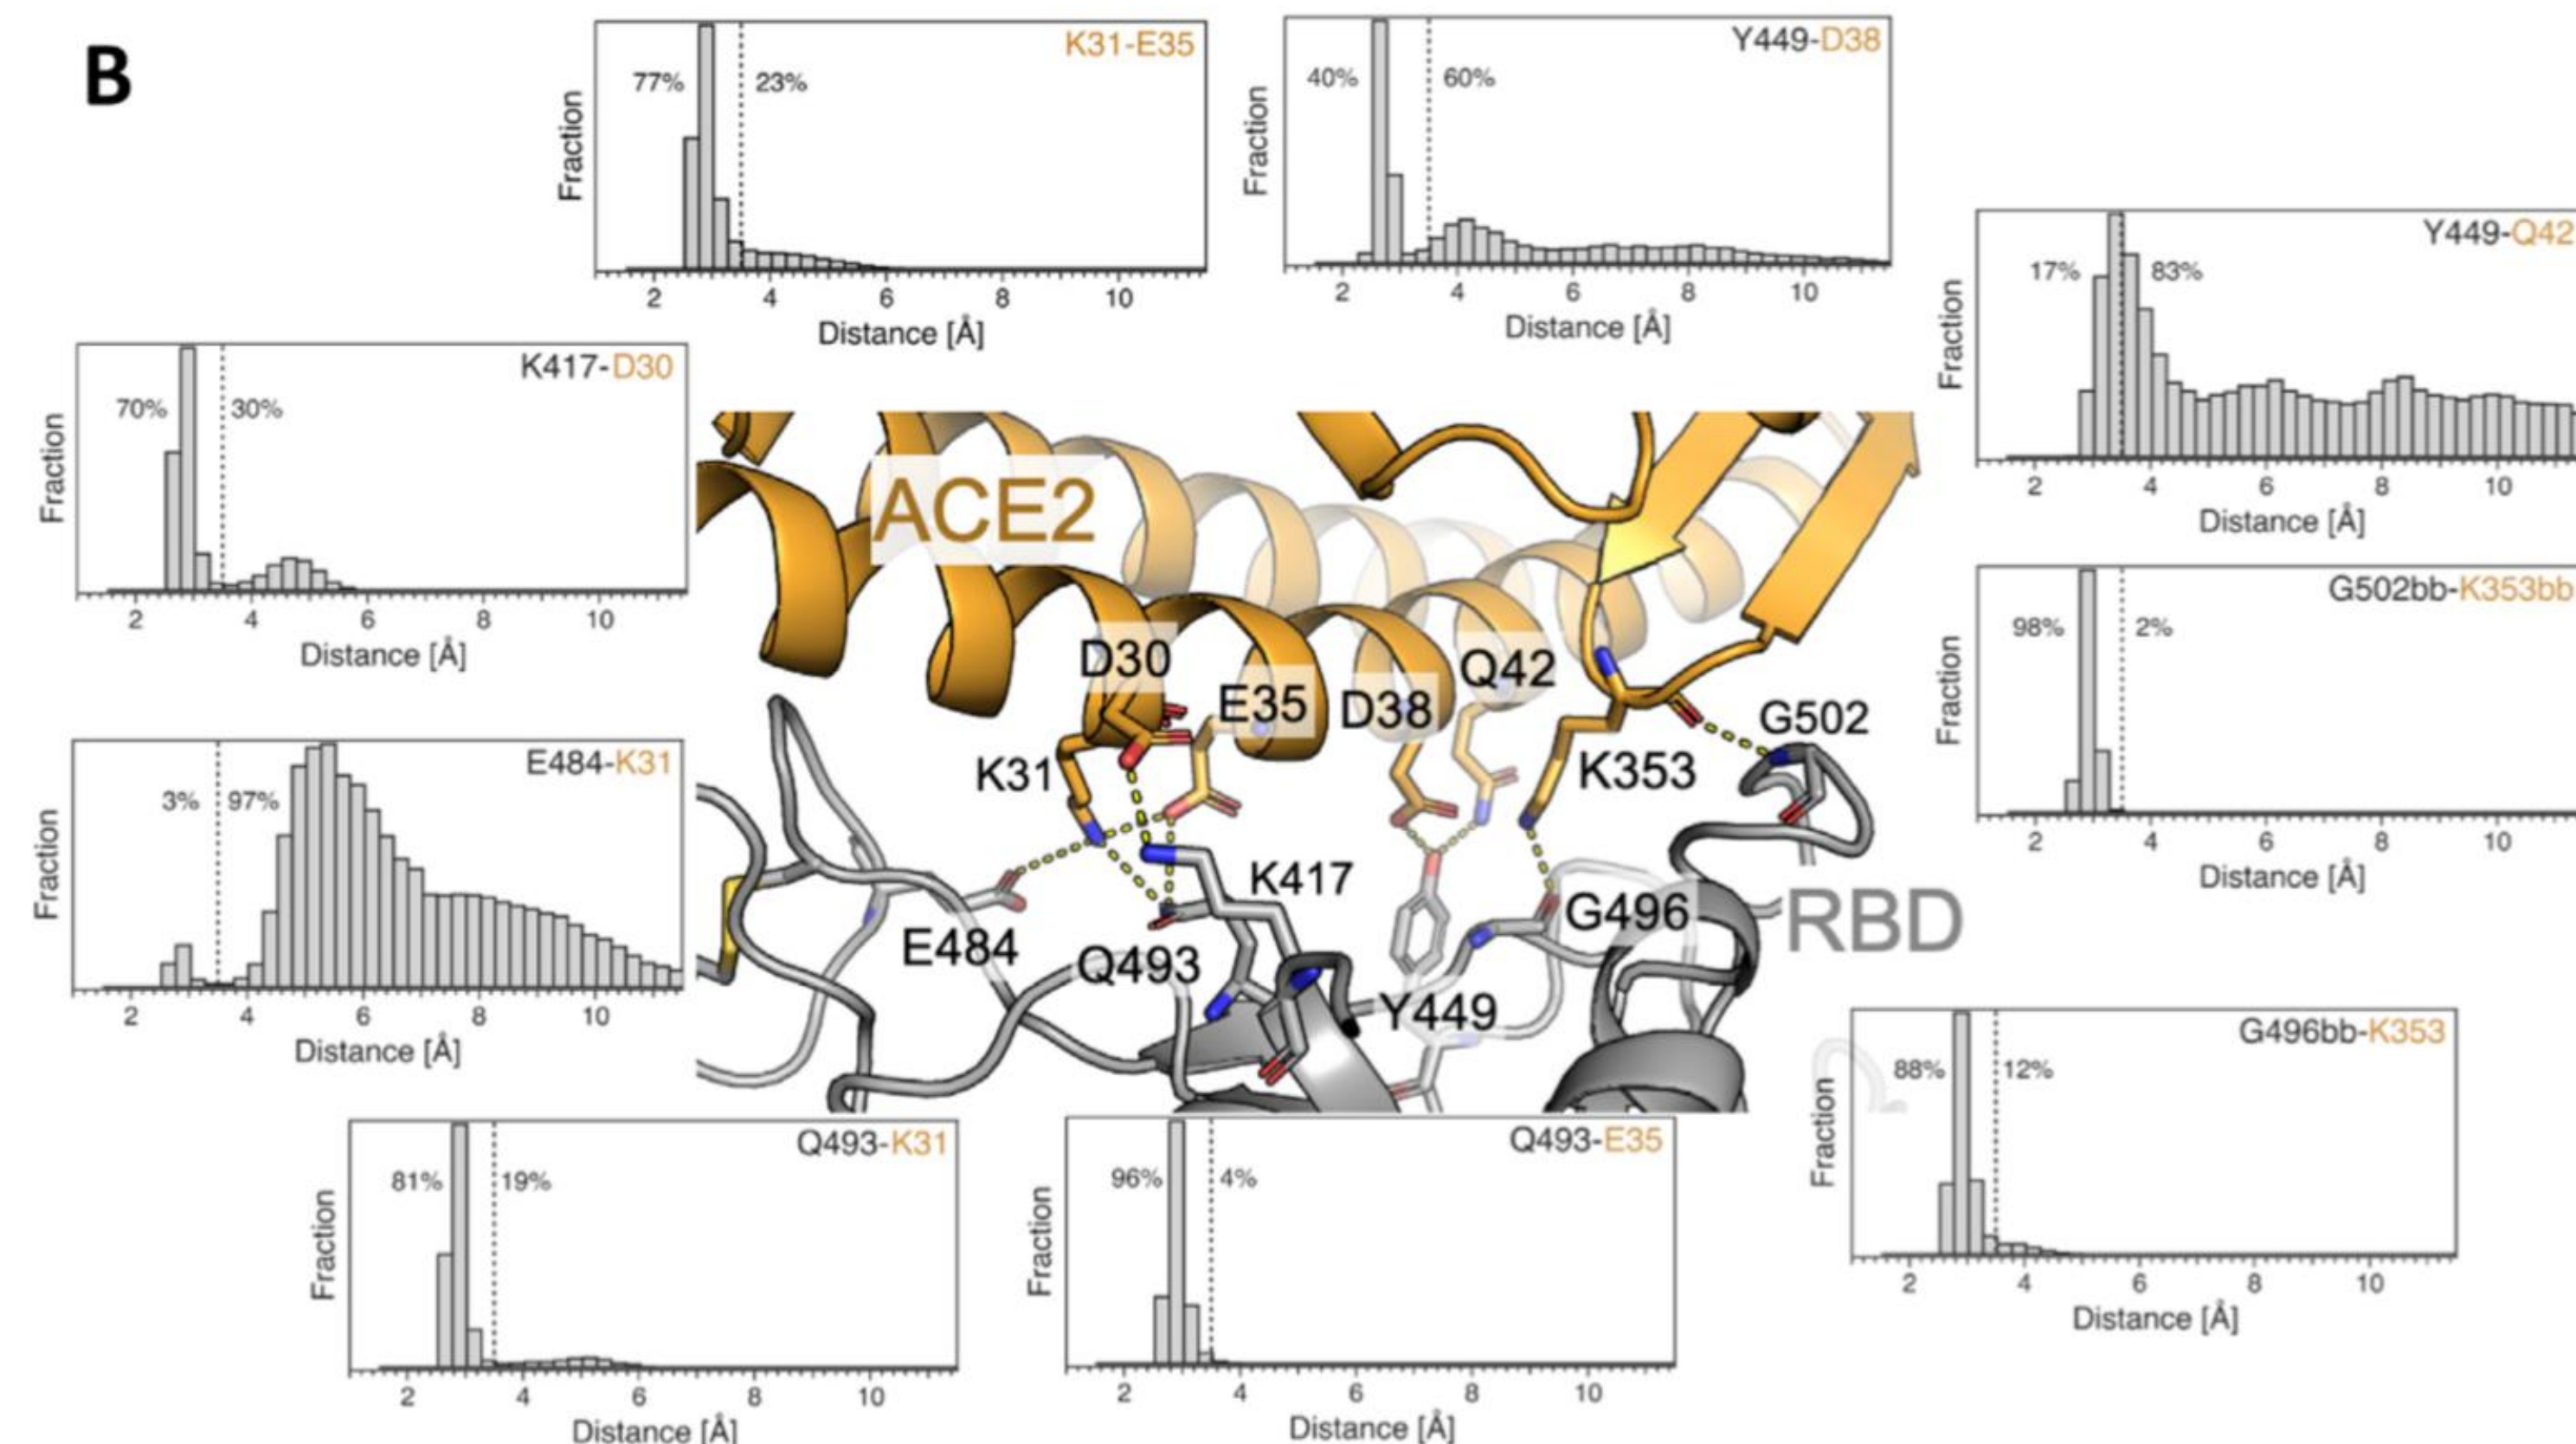 B
K31-E35
77%
23%
Fraction
2 4 6 8 10
Distance [Å]
Y449-D38
40%
60%
Fraction
2 4 6 8 10
Distance [Å]
Y449-Q42
17%
83%
Fraction
2 4 6 8 10
Distance [Å]
K417-D30
70%
30%
Fraction
2 4 6 8 10
Distance [Å]
ACE2
D30
E35
D38
Q42
G502
K31
K353
K417
G496
RBD
E484
Q493
Y449
G502bb-K353bb
98%
2%
Fraction
2 4 6 8 10
Distance [Å]
E484-K31
3%
97%
Fraction
2 4 6 8 10
Distance [Å]
G496bb-K353
88%
12%
Fraction
2 4 6 8 10
Distance [Å]
Q493-K31
81%
19%
Fraction
2 4 6 8 10
Distance [Å]
Q493-E35
96%
4%
Fraction
2 4 6 8 10
Distance [Å]